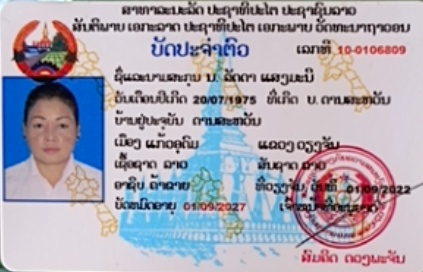 ສາທາລະນະລັດ ປະຊາທິປະໄຕ ປະຊາຊົນລາວ
ສັນຕິພາບ ເອກະລາດ ປະຊາທິປະໄຕ ເອກະພາບ ວັດທະນາຖາວອນ
ບັດປະຈຳຕົວ ເລກທີ 10-0106809
ຊື່ແລະນາມສະກຸນ ນ. ລັດດາ ແສງມະນີ
ວັນເດືອນປີເກີດ 20/07/1975 ທີ່ເກີດ ບ. ດານສະຫວັນ
ບ້ານຢູ່ປະຈຸບັນ ດານສະຫວັນ
ເມືອງ ແກ້ວອຸດົມ ແຂວງ ວຽງຈັນ
ເຊື້ອຊາດ ລາວ ສັນຊາດ ລາວ
ອາຊີບ ຄ້າຂາຍ ທີ່ວຽງຈັນ, ວັນທີ 01/09/2022
ບັດໝົດອາຍຸ 01/09/2027
ສົມຄິດ ດວງພະຈັນ